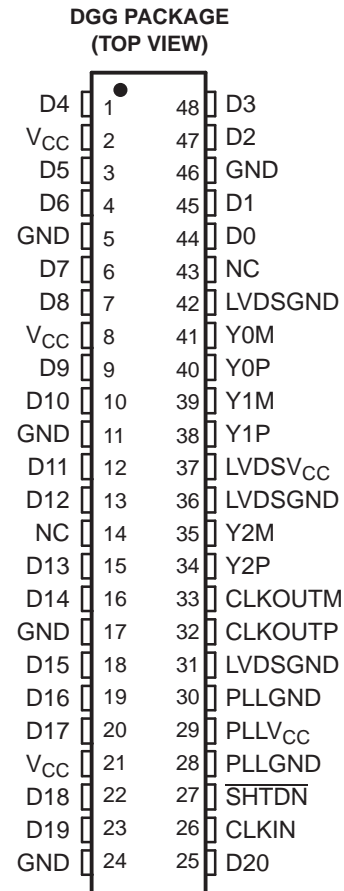 DGG PACKAGE
(TOP VIEW)
D4 1 48 D3
VCC 2 47 D2
D5 3 46 GND
D6 4 45 D1
GND 5 44 D0
D7 6 43 NC
D8 7 42 LVDSGND
VCC 8 41 Y0M
D9 9 40 Y0P
D10 10 39 Y1M
GND 11 38 Y1P
D11 12 37 LVDSVCC
D12 13 36 LVDSGND
NC 14 35 Y2M
D13 15 34 Y2P
D14 16 33 CLKOUTM
GND 17 32 CLKOUTP
D15 18 31 LVDSGND
D16 19 30 PLLGND
D17 20 29 PLLVCC
VCC 21 28 PLLGND
D18 22 27 SHTDN
D19 23 26 CLKIN
GND 24 25 D20